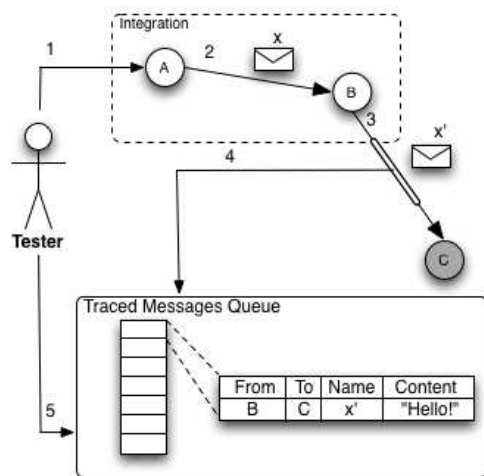 Integration
x
1
2
A
B
3
x'
4
C
Tester
Traced Messages Queue
From To Name Content
B C x' "Hello!"
5